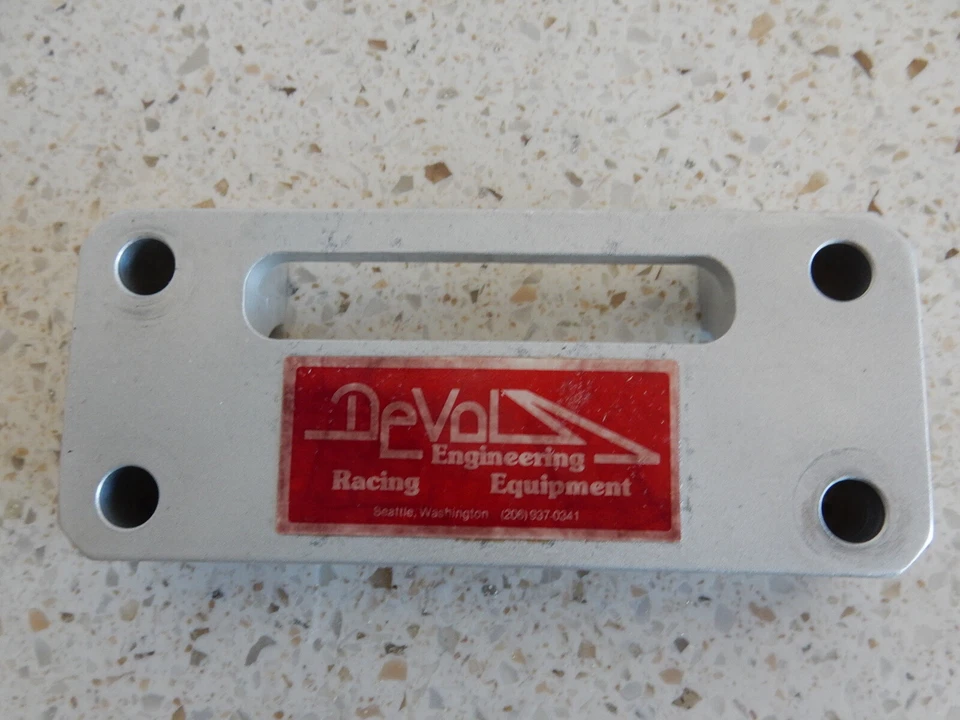 DeVol
Engineering
Racing Equipment
Seattle, Washington (206) 937-0341